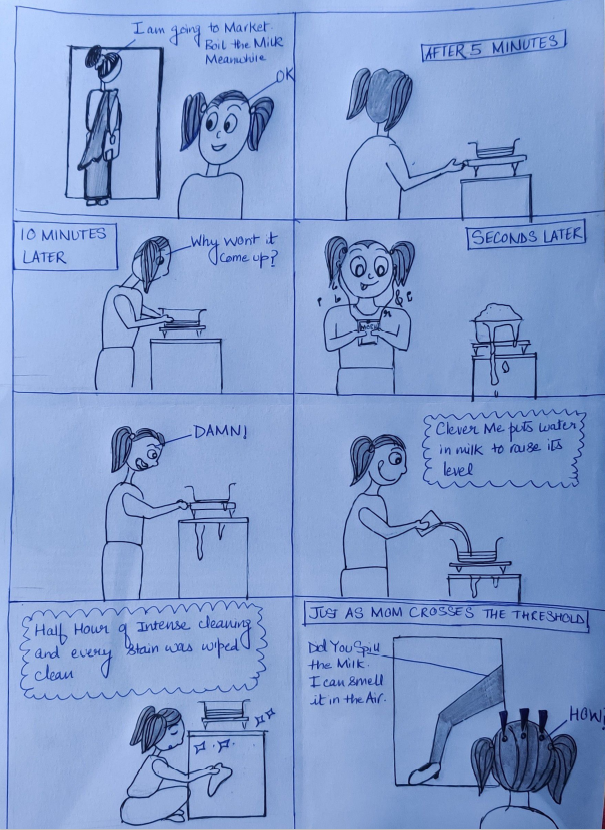 I am going to Market.
Boil the Milk
Meanwhile
OK
AFTER 5 MINUTES
10 MINUTES
LATER
Why wont it
come up?
SECONDS LATER
DAMN!
Clever Me puts water
in milk to raise its
level
Half Hour of Intense cleaning
and every stain was wiped
clean
JUST AS MOM CROSSES THE THRESHOLD
Did You Spill
the Milk.
I can smell
it in the Air.
HOW?